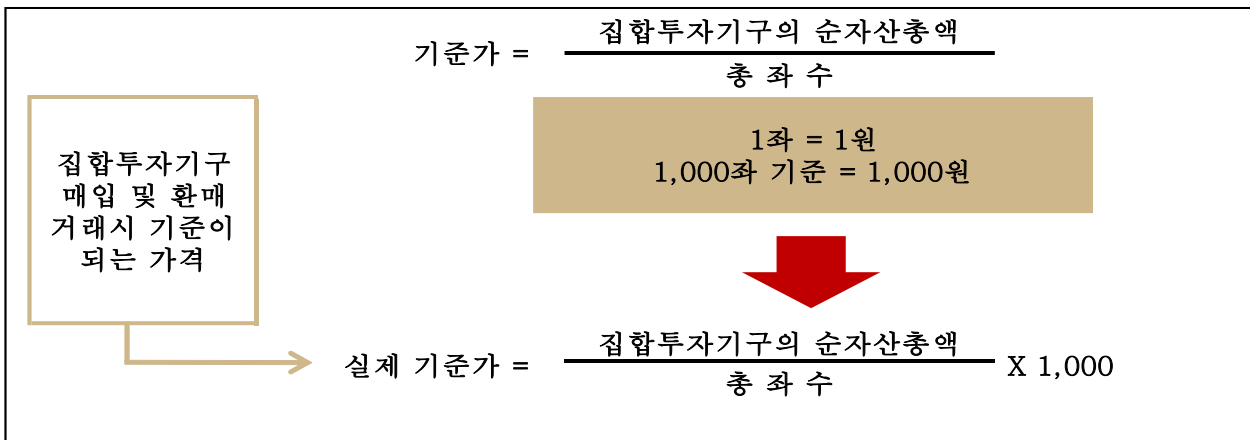 기준가 =
집합투자기구의 순자산총액
총 좌 수
1좌 = 1원
1,000좌 기준 = 1,000원
집합투자기구
매입 및 환매
거래시 기준이
되는 가격
실제 기준가 =
집합투자기구의 순자산총액
총 좌 수
X 1,000